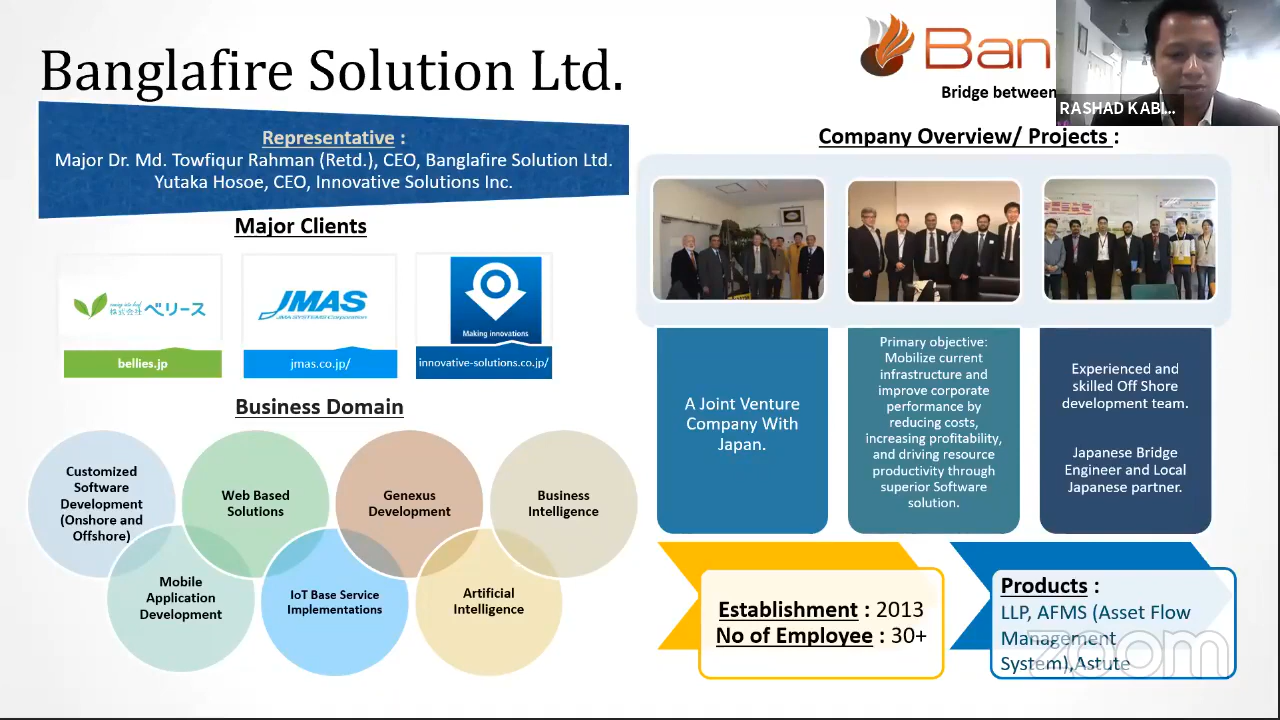 Banglafire Solution Ltd.
Ban
Bridge between
RASHAD KABI...
Representative :
Major Dr. Md. Towfiqur Rahman (Retd.), CEO, Banglafire Solution Ltd.
Yutaka Hosoe, CEO, Innovative Solutions Inc.
Major Clients
株式会社ベリース
bellies.jp
JMAS
JMA SYSTEMS Corporation
jmas.co.jp/
Making innovations
innovative-solutions.co.jp/
Business Domain
Customized
Software
Development
(Onshore and
Offshore)
Web Based
Solutions
Genexus
Development
Business
Intelligence
Mobile
Application
Development
IoT Base Service
Implementations
Artificial
Intelligence
Company Overview/ Projects :
A Joint Venture
Company With
Japan.
Primary objective:
Mobilize current
infrastructure and
improve corporate
performance by
reducing costs,
increasing profitability,
and driving resource
productivity through
superior Software
solution.
Experienced and
skilled Off Shore
development team.
Japanese Bridge
Engineer and Local
Japanese partner.
Establishment : 2013
No of Employee : 30+
Products :
LLP, AFMS (Asset Flow
Management
System),Astute
zoom